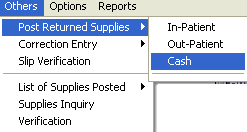 Others Options Reports
Post Returned Supplies
Correction Entry
Slip Verification
List of Supplies Posted
Supplies Inquiry
Verification
In-Patient
Out-Patient
Cash